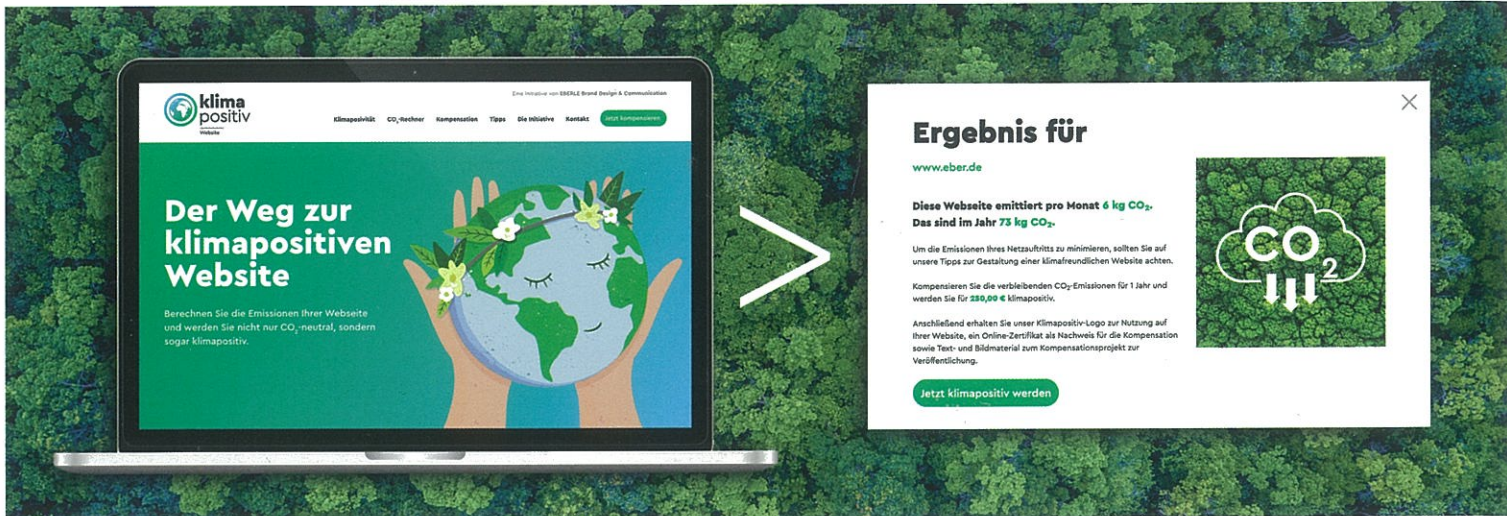 klima
positiv
Website
Eine Initiative von EBERLE Brand Design & Communication
Klimaposivität CO₂-Rechner Kompensation Tipps Die Initiative Kontakt Jetzt kompensieren
Der Weg zur
klimapositiven
Website
Berechnen Sie die Emissionen Ihrer Webseite
und werden Sie nicht nur CO₂-neutral, sondern
sogar klimapositiv.
>
Ergebnis für
www.eber.de
Diese Webseite emittiert pro Monat 6 kg CO₂.
Das sind im Jahr 73 kg CO₂.
Um die Emissionen Ihres Netzauftritts zu minimieren, sollten Sie auf
unsere Tipps zur Gestaltung einer klimafreundlichen Website achten.
Kompensieren Sie die verbleibenden CO₂-Emissionen für 1 Jahr und
werden Sie für 250,00 € klimapositiv.
Anschließend erhalten Sie unser Klimapositiv-Logo zur Nutzung auf
Ihrer Website, ein Online-Zertifikat als Nachweis für die Kompensation
sowie Text- und Bildmaterial zum Kompensationsprojekt zur
Veröffentlichung.
Jetzt klimapositiv werden
CO₂